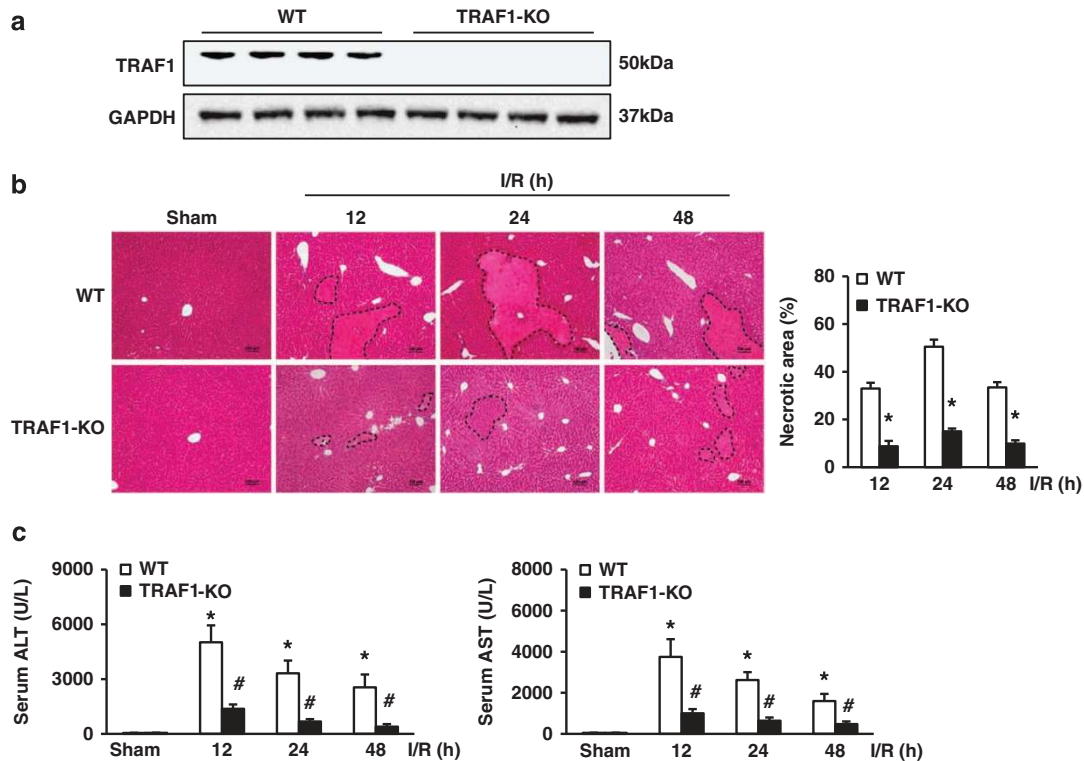 a
WT TRAF1-KO
TRAF1 50kDa
GAPDH 37kDa
b
I/R (h)
Sham 12 24 48
WT
TRAF1-KO
Necrotic area (%)
80
60
40
20
0
WT
TRAF1-KO
* * *
12 24 48 I/R (h)
c
Serum ALT (U/L)
9000
6000
3000
0
WT
TRAF1-KO
* * *
# # #
Sham 12 24 48 I/R (h)
Serum AST (U/L)
8000
6000
4000
2000
0
WT
TRAF1-KO
* * *
# # #
Sham 12 24 48 I/R (h)